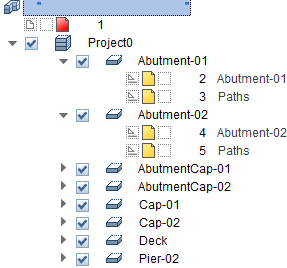 1
Project0
Abutment-01
2 Abutment-01
3 Paths
Abutment-02
4 Abutment-02
5 Paths
AbutmentCap-01
AbutmentCap-02
Cap-01
Cap-02
Deck
Pier-02